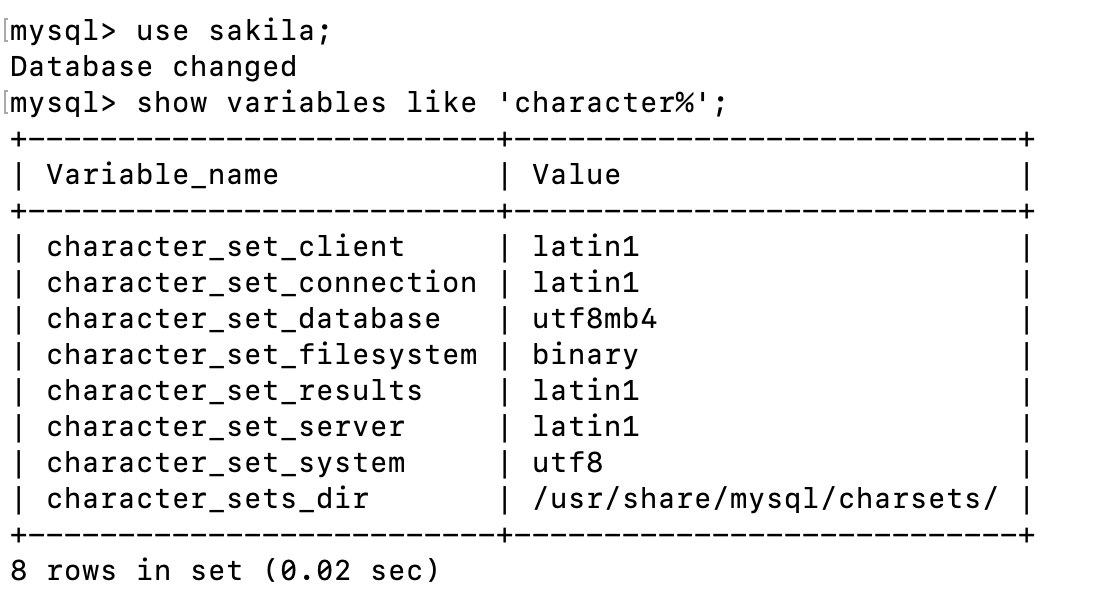 mysql> use sakila;
Database changed
mysql> show variables like 'character%';
+--------------------------+----------------------------+
| Variable_name            | Value                      |
+--------------------------+----------------------------+
| character_set_client     | latin1                     |
| character_set_connection | latin1                     |
| character_set_database   | utf8mb4                    |
| character_set_filesystem | binary                     |
| character_set_results    | latin1                     |
| character_set_server     | latin1                     |
| character_set_system     | utf8                       |
| character_sets_dir       | /usr/share/mysql/charsets/ |
+--------------------------+----------------------------+
8 rows in set (0.02 sec)